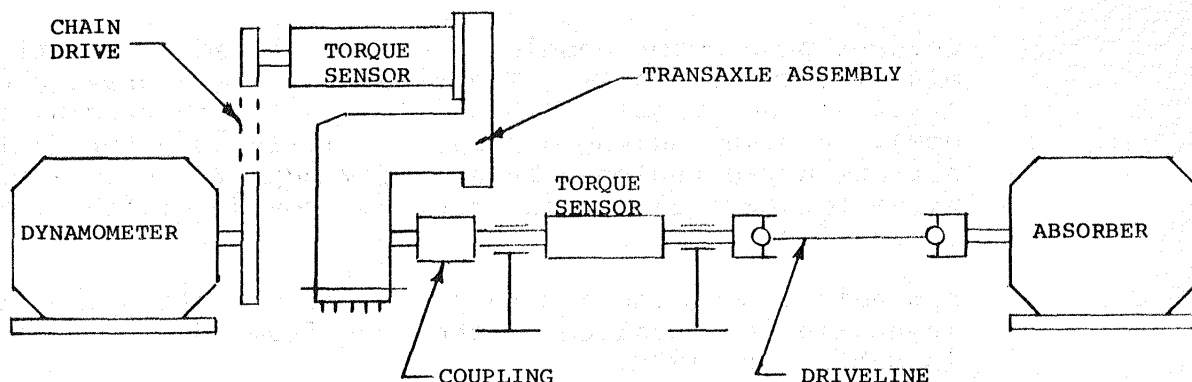 CHAIN
DRIVE
TORQUE
SENSOR
TRANSAXLE ASSEMBLY
TORQUE
SENSOR
DYNAMOMETER
ABSORBER
COUPLING
DRIVELINE